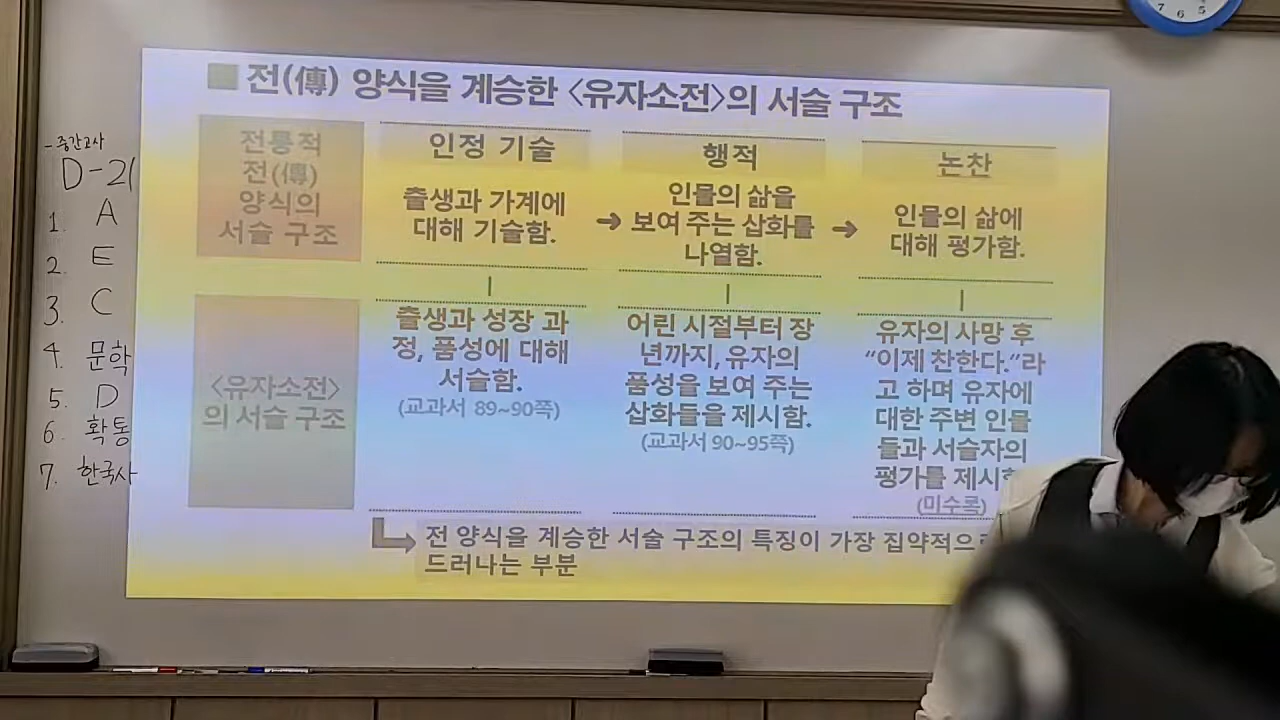 - 중간고사
D-21
1. A
2. E
3. C
4. 문학
5. D
6. 확통
7. 한국사
■ 전(傳) 양식을 계승한 〈유자소전〉의 서술 구조
전통적
전(傳)
양식의
서술 구조
인정 기술
출생과 가계에
대해 기술함.
➜
행적
인물의 삶을
보여 주는 삽화를
나열함.
➜
논찬
인물의 삶에
대해 평가함.
〈유자소전〉
의 서술 구조
출생과 성장 과
정, 품성에 대해
서술함.
(교과서 89~90쪽)
어린 시절부터 장
년까지, 유자의
품성을 보여 주는
삽화들을 제시함.
(교과서 90~95쪽)
유자의 사망 후
“이제 찬한다.”라
고 하며 유자에
대한 주변 인물
들과 서술자의
평가를
(미수록)
전 양식을 계승한 서술 구조의 특징이 가장
드러나는 부분
7 6 5